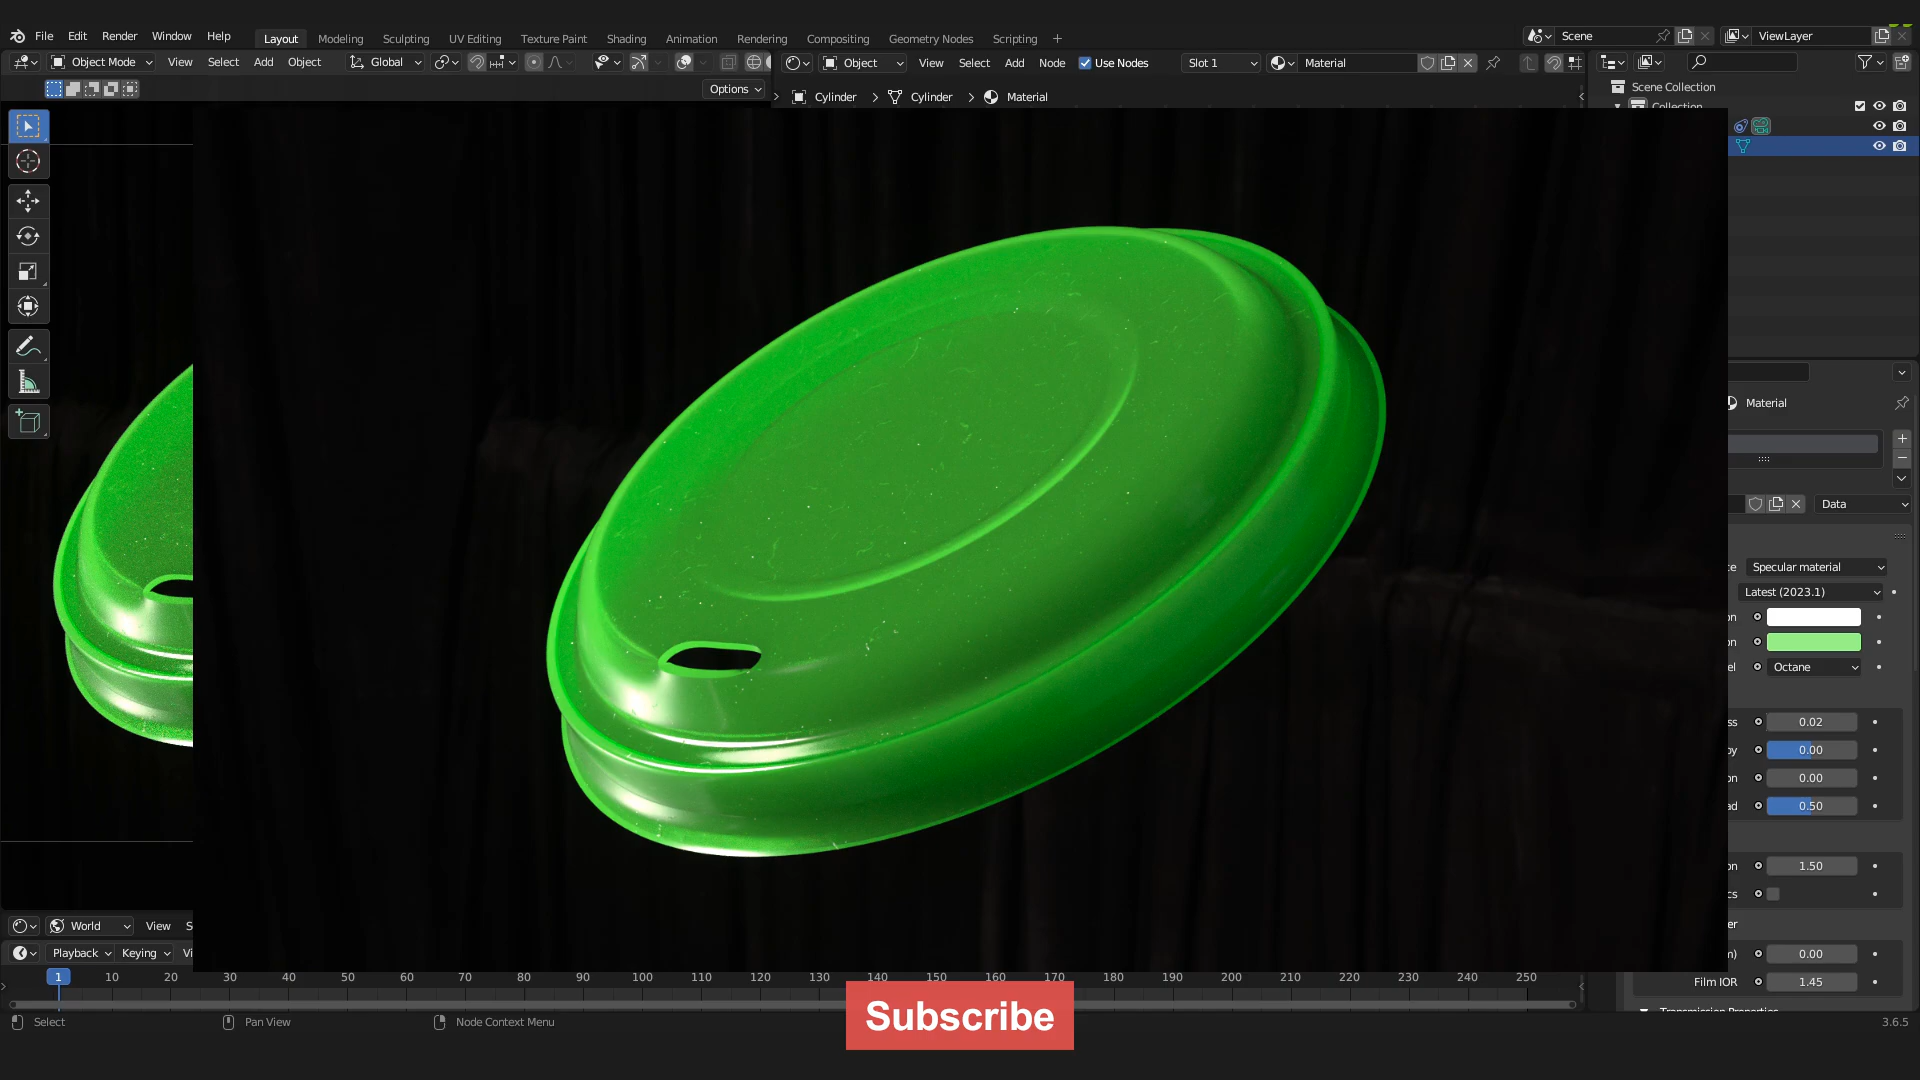 File Edit Render Window Help Layout Modeling Sculpting UV Editing Texture Paint Shading Animation Rendering Compositing Geometry Nodes Scripting +
Scene
ViewLayer
Object Mode View Select Add Object Global
Object View Select Add Node Use Nodes Slot 1 Material
Options
Cylinder > Cylinder > Material
Scene Collection
Collection
Material
Data
Specular material
Latest (2023.1)
Octane
0.02
0.00
0.00
0.50
1.50
World View
0.00
Playback Keying
1 10 20 30 40 50 60 70 80 90 100 110 120 130 140 150 160 170 180 190 200 210 220 230 240 250
Film IOR 1.45
Transmission Properties
Subscribe
Select Pan View Node Context Menu
3.6.5